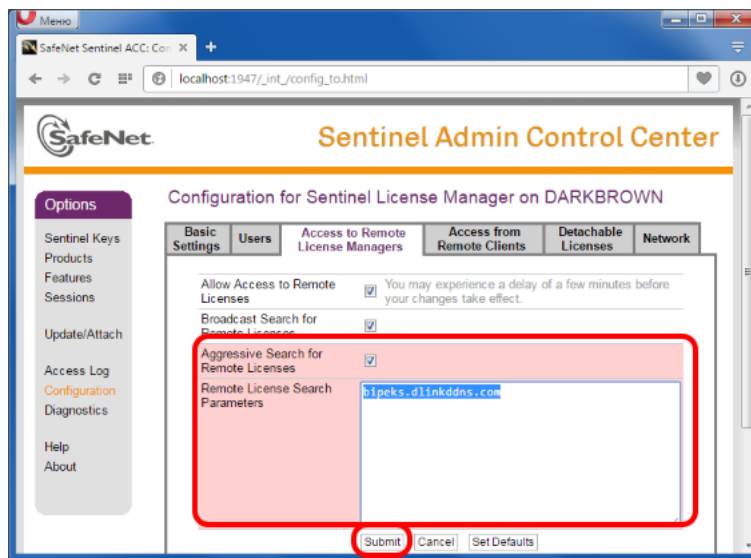 Меню
SafeNet Sentinel ACC: Con
localhost:1947/_int_/config_to.html
SafeNet.
Sentinel Admin Control Center
Options
Sentinel Keys
Products
Features
Sessions
Update/Attach
Access Log
Configuration
Diagnostics
Help
About
Configuration for Sentinel License Manager on DARKBROWN
Basic
Settings
Users
Access to Remote
License Managers
Access from
Remote Clients
Detachable
Licenses
Network
Allow Access to Remote
Licenses
You may experience a delay of a few minutes before
your changes take effect.
Broadcast Search for
Remote Licenses
Aggressive Search for
Remote Licenses
Remote License Search
Parameters
bipeks.dlinkddns.com
Submit
Cancel
Set Defaults